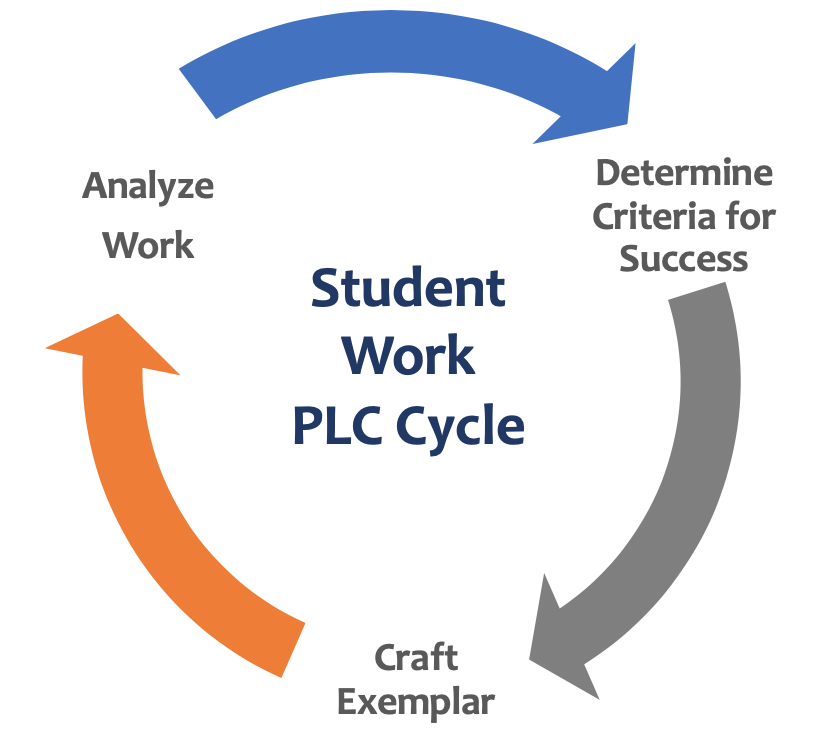 Analyze
Work
Determine
Criteria for
Success
Student
Work
PLC Cycle
Craft
Exemplar